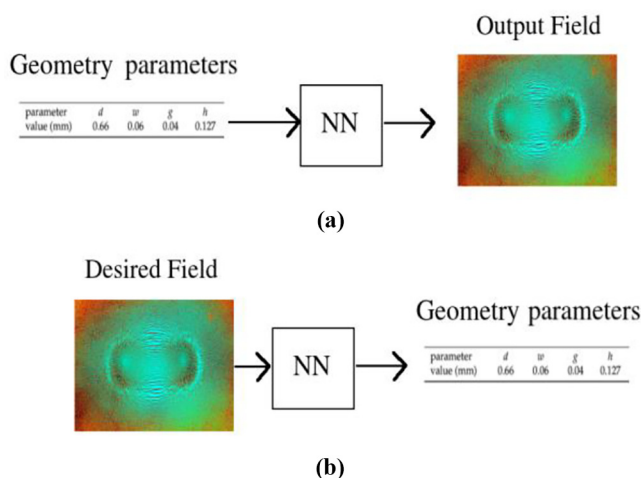 Output Field
Geometry parameters
parameter d w g h
value (mm) 0.66 0.06 0.04 0.127
NN
(a)
Desired Field
Geometry parameters
NN
parameter d w g h
value (mm) 0.66 0.06 0.04 0.127
(b)